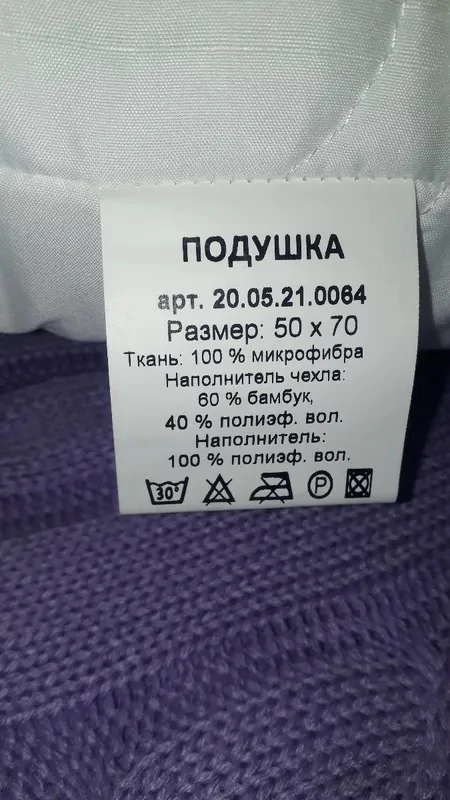 ПОДУШКА
арт. 20.05.21.0064
Размер: 50 х 70
Ткань: 100 % микрофибра
Наполнитель чехла:
60 % бамбук,
40 % полиэф. вол.
Наполнитель:
100 % полиэф. вол.
30° P